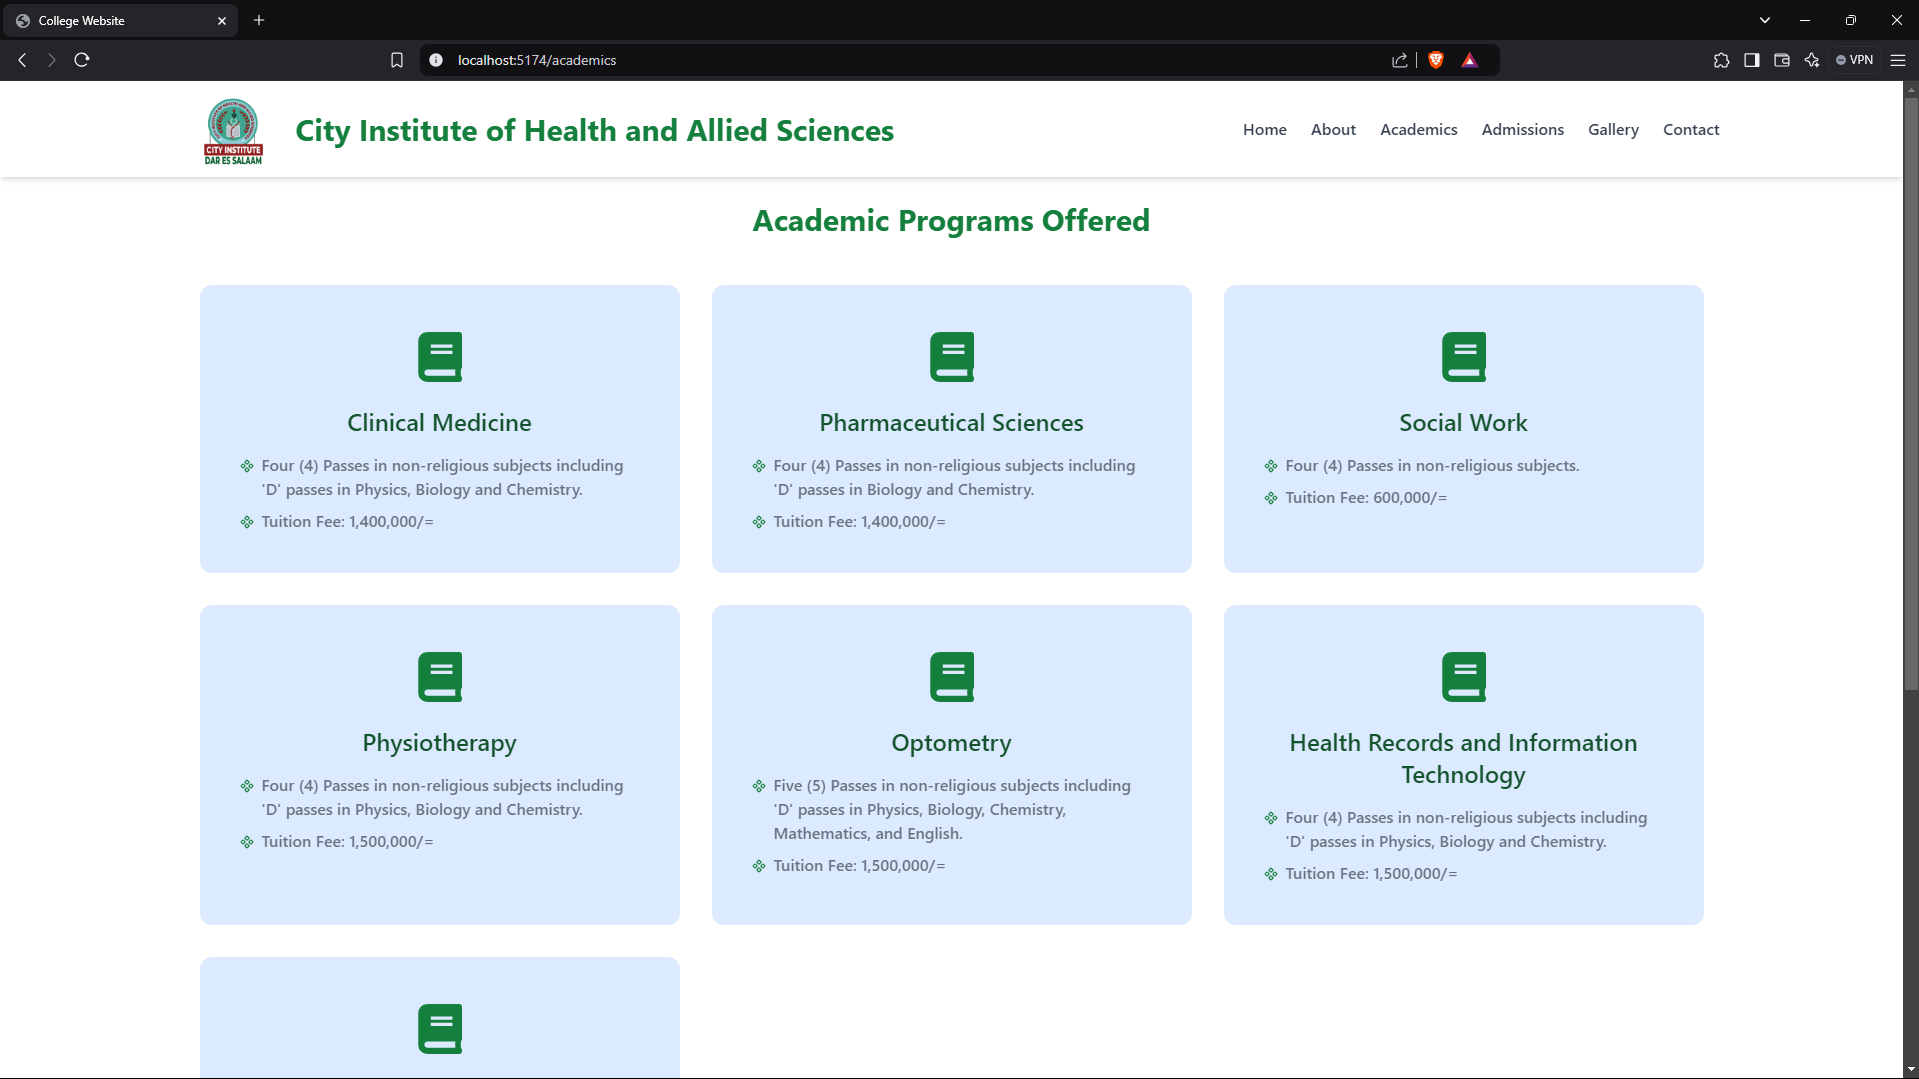 College Website
localhost:5174/academics
VPN
CITY INSTITUTE
DAR ES SALAAM
City Institute of Health and Allied Sciences
Home About Academics Admissions Gallery Contact
Academic Programs Offered
Clinical Medicine
Four (4) Passes in non-religious subjects including
'D' passes in Physics, Biology and Chemistry.
Tuition Fee: 1,400,000/=
Pharmaceutical Sciences
Four (4) Passes in non-religious subjects including
'D' passes in Biology and Chemistry.
Tuition Fee: 1,400,000/=
Social Work
Four (4) Passes in non-religious subjects.
Tuition Fee: 600,000/=
Physiotherapy
Four (4) Passes in non-religious subjects including
'D' passes in Physics, Biology and Chemistry.
Tuition Fee: 1,500,000/=
Optometry
Five (5) Passes in non-religious subjects including
'D' passes in Physics, Biology, Chemistry,
Mathematics, and English.
Tuition Fee: 1,500,000/=
Health Records and Information
Technology
Four (4) Passes in non-religious subjects including
'D' passes in Physics, Biology and Chemistry.
Tuition Fee: 1,500,000/=